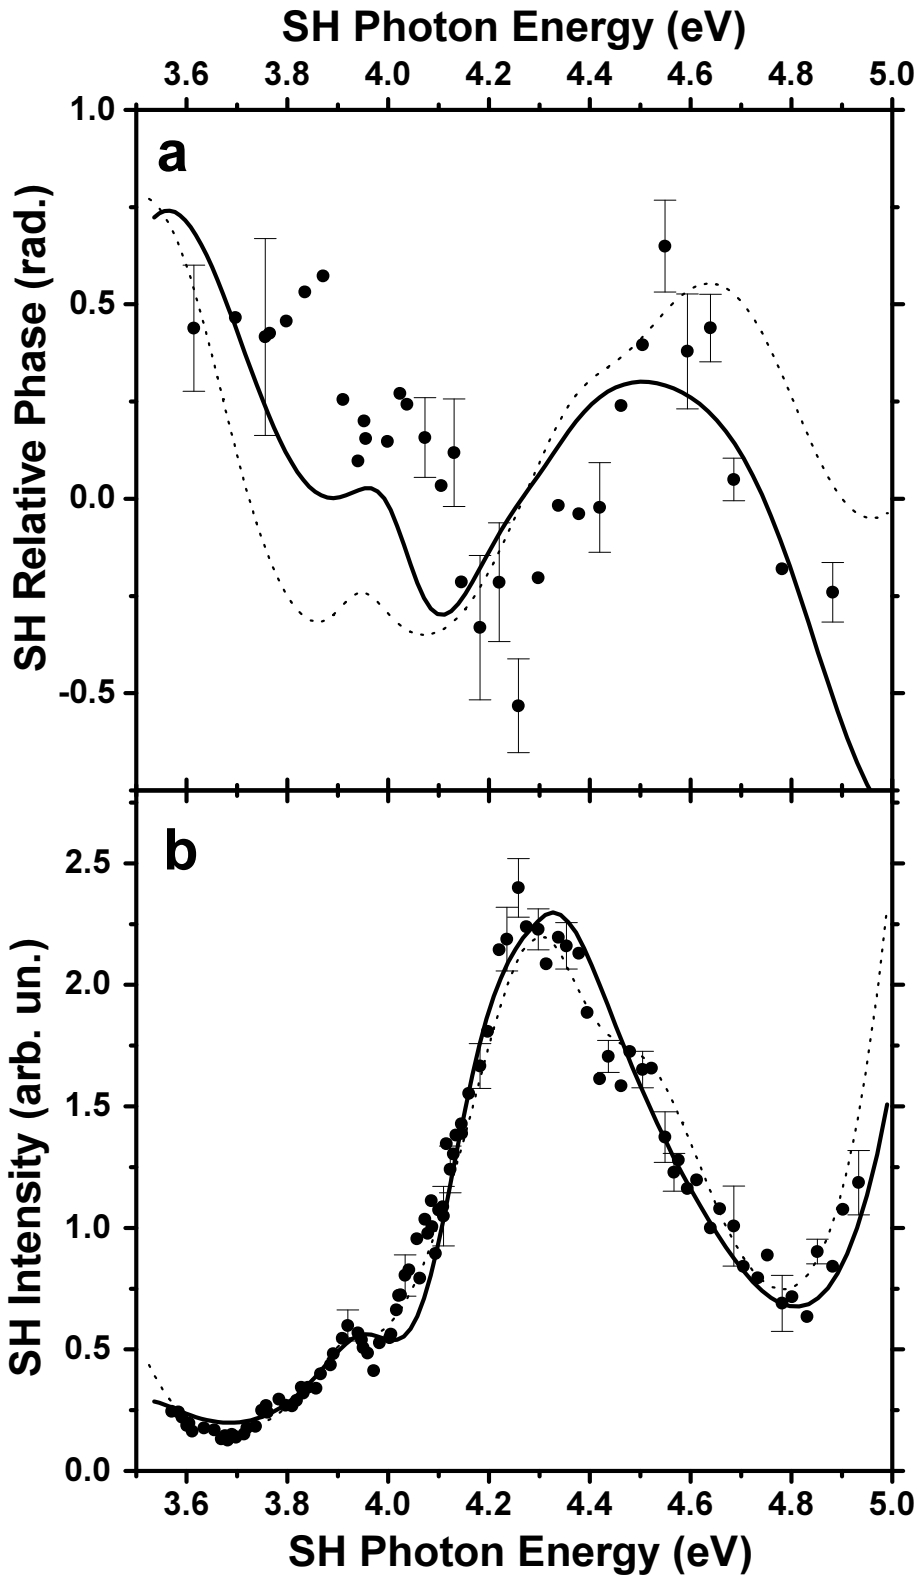 SH Photon Energy (eV)
3.6 3.8 4.0 4.2 4.4 4.6 4.8 5.0
a
1.0
0.5
0.0
-0.5
SH Relative Phase (rad.)
b
2.5
2.0
1.5
1.0
0.5
0.0
SH Intensity (arb. un.)
3.6 3.8 4.0 4.2 4.4 4.6 4.8 5.0
SH Photon Energy (eV)